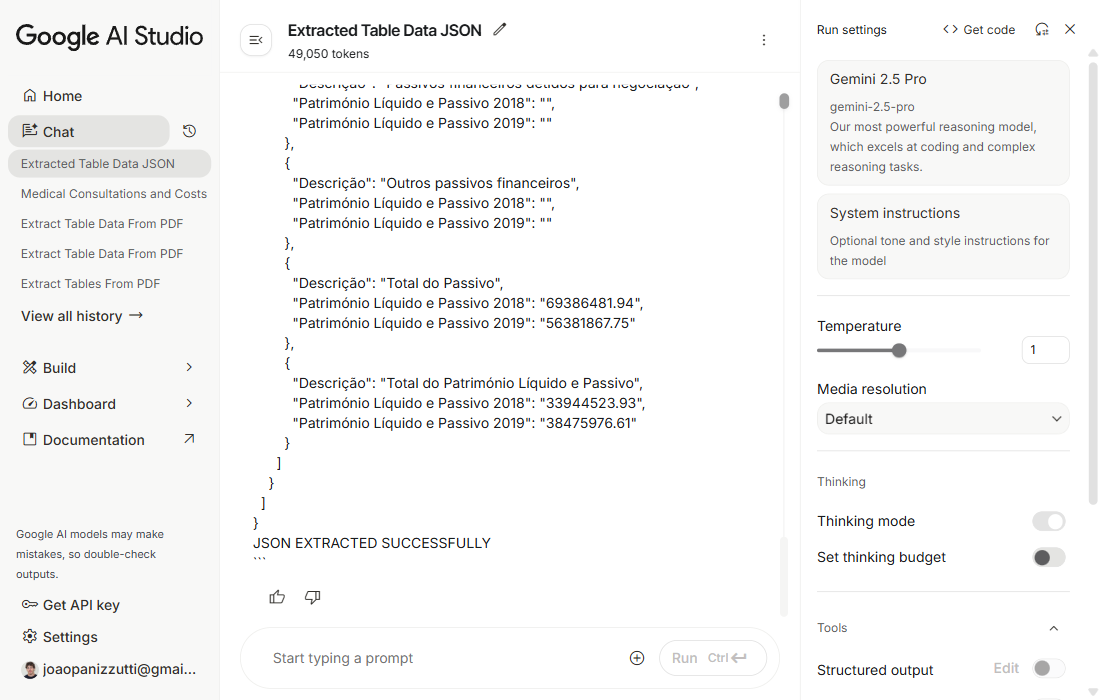 Google AI Studio
Home
Chat
Extracted Table Data JSON
Medical Consultations and Costs
Extract Table Data From PDF
Extract Table Data From PDF
Extract Tables From PDF
View all history
Build
Dashboard
Documentation
Google AI models may make
mistakes, so double-check
outputs.
Get API key
Settings
joaopanizzutti@gmai...
Extracted Table Data JSON
49,050 tokens
"Descrição": "Passivos financeiros detidos para negociação",
"Património Líquido e Passivo 2018": "",
"Património Líquido e Passivo 2019": ""
},
{
"Descrição": "Outros passivos financeiros",
"Património Líquido e Passivo 2018": "",
"Património Líquido e Passivo 2019": ""
},
{
"Descrição": "Total do Passivo",
"Património Líquido e Passivo 2018": "69386481.94",
"Património Líquido e Passivo 2019": "56381867.75"
},
{
"Descrição": "Total do Património Líquido e Passivo",
"Património Líquido e Passivo 2018": "33944523.93",
"Património Líquido e Passivo 2019": "38475976.61"
}
]
}
]
}
JSON EXTRACTED SUCCESSFULLY
```
Start typing a prompt
Run Ctrl
Run settings
<> Get code
Gemini 2.5 Pro
gemini-2.5-pro
Our most powerful reasoning model,
which excels at coding and complex
reasoning tasks.
System instructions
Optional tone and style instructions for
the model
Temperature
1
Media resolution
Default
Thinking
Thinking mode
Set thinking budget
Tools
Structured output
Edit